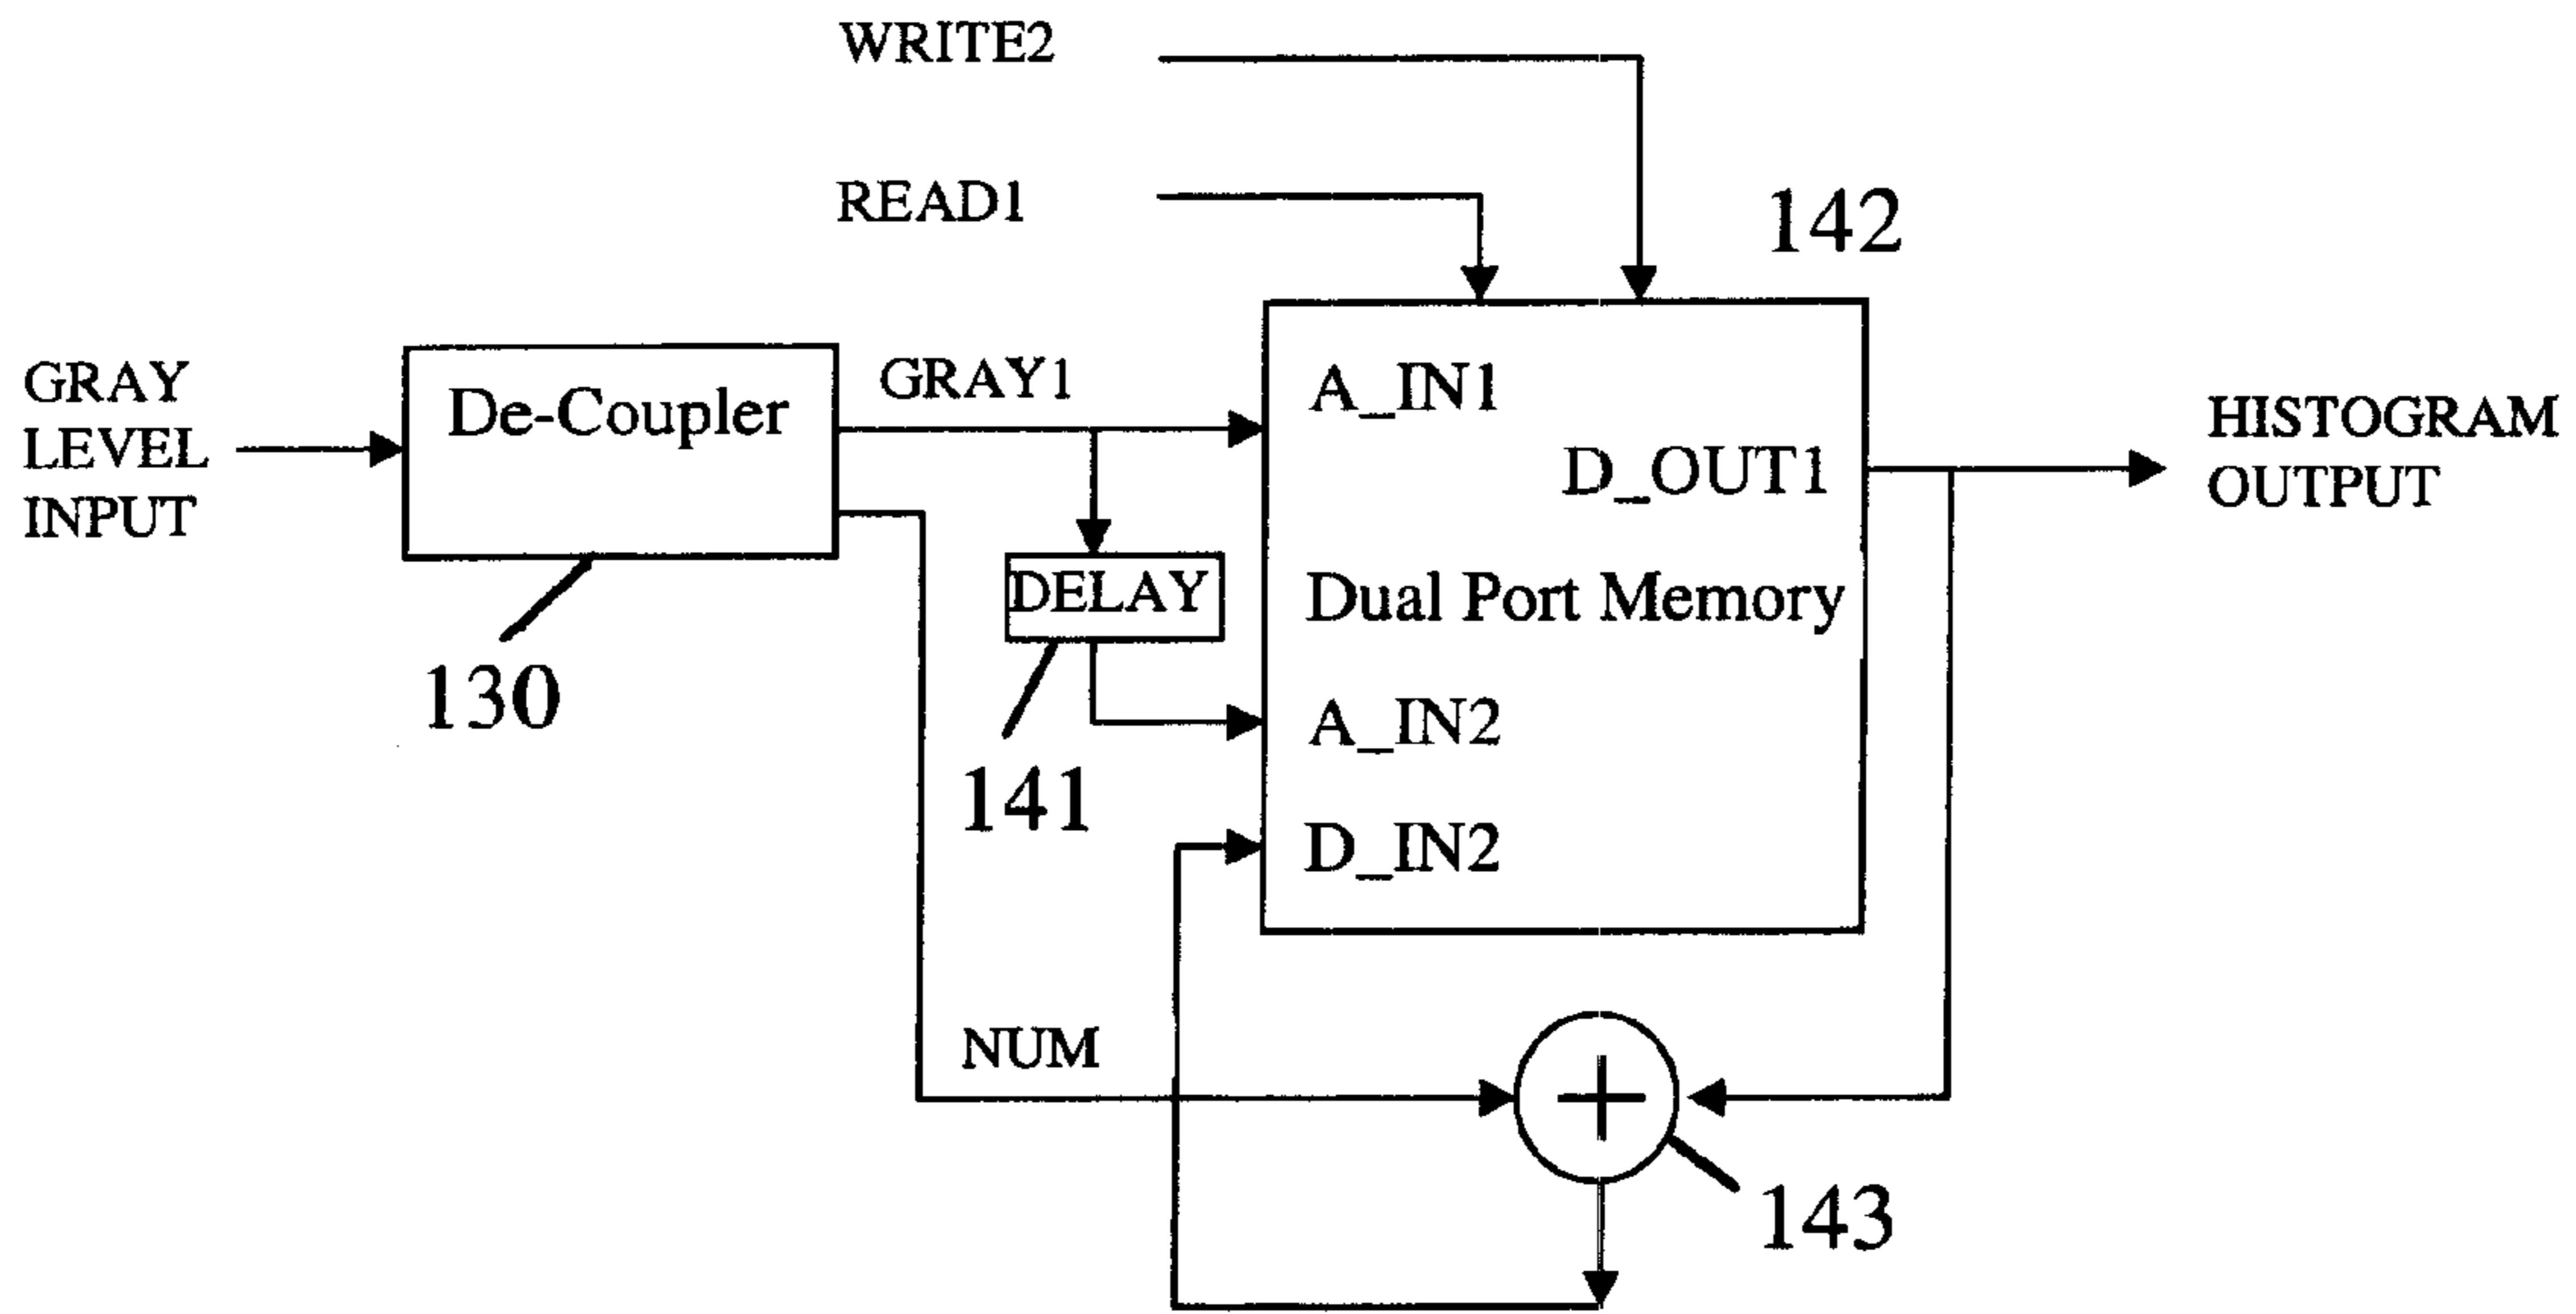 WRITE2
READ1
142
GRAY
LEVEL
INPUT
De-Coupler
GRAY1
A_IN1
D_OUT1
HISTOGRAM
OUTPUT
DELAY
Dual Port Memory
130
141
A_IN2
D_IN2
NUM
+
143